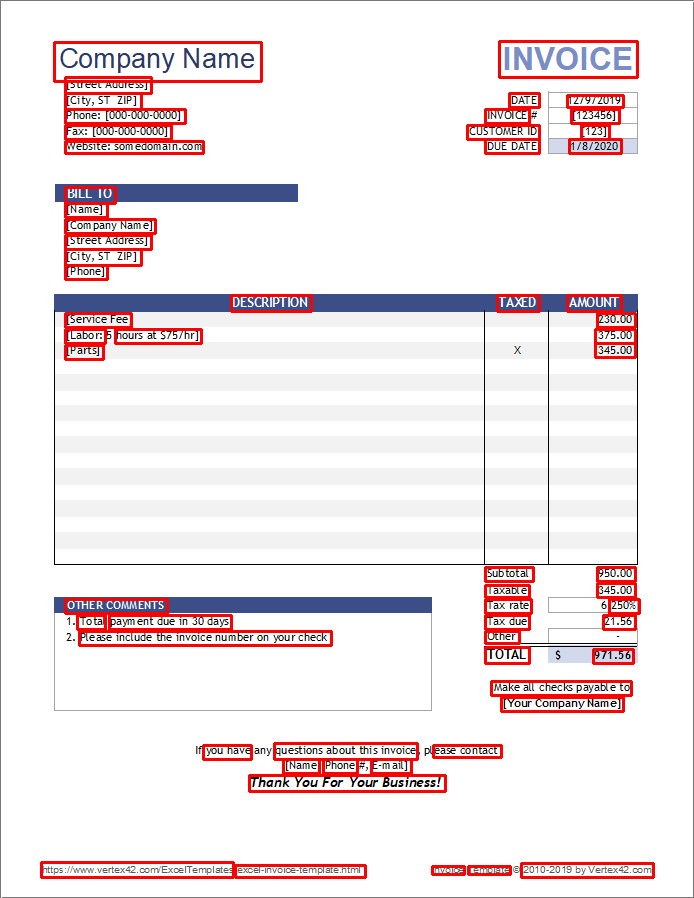 Company Name INVOICE
[Street Address]
[City, ST ZIP] DATE 12/9/2019
Phone: [000-000-0000] INVOICE # [123456]
Fax: [000-000-0000] CUSTOMER ID [123]
Website: somedomain.com DUE DATE 1/8/2020
BILL TO
[Name]
[Company Name]
[Street Address]
[City, ST ZIP]
[Phone]
DESCRIPTION TAXED AMOUNT
[Service Fee 230.00
[Labor: 5 hours at $75/hr] 375.00
[Parts] X 345.00
Subtotal 950.00
Taxable 345.00
OTHER COMMENTS Tax rate 6.250%
1. Total payment due in 30 days Tax due 21.56
2. Please include the invoice number on your check Other -
TOTAL $ 971.56
Make all checks payable to
[Your Company Name]
If you have any questions about this invoice, please contact
[Name, Phone #, E-mail]
Thank You For Your Business!
https://www.vertex42.com/ExcelTemplates/excel-invoice-template.html Invoice Template © 2010-2019 by Vertex42.com